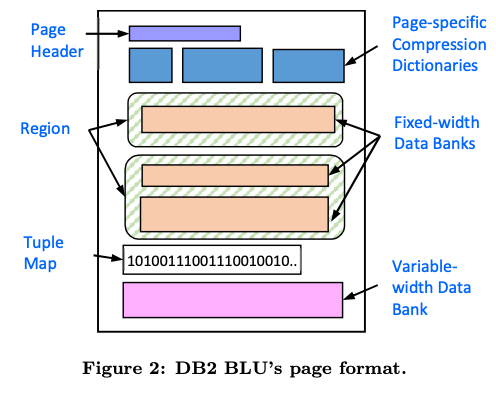 Page
Header
Page-specific
Compression
Dictionaries
Region
Fixed-width
Data Banks
Tuple
Map
10100111001110010010..
Variable-
width Data
Bank
Figure 2: DB2 BLU's page format.